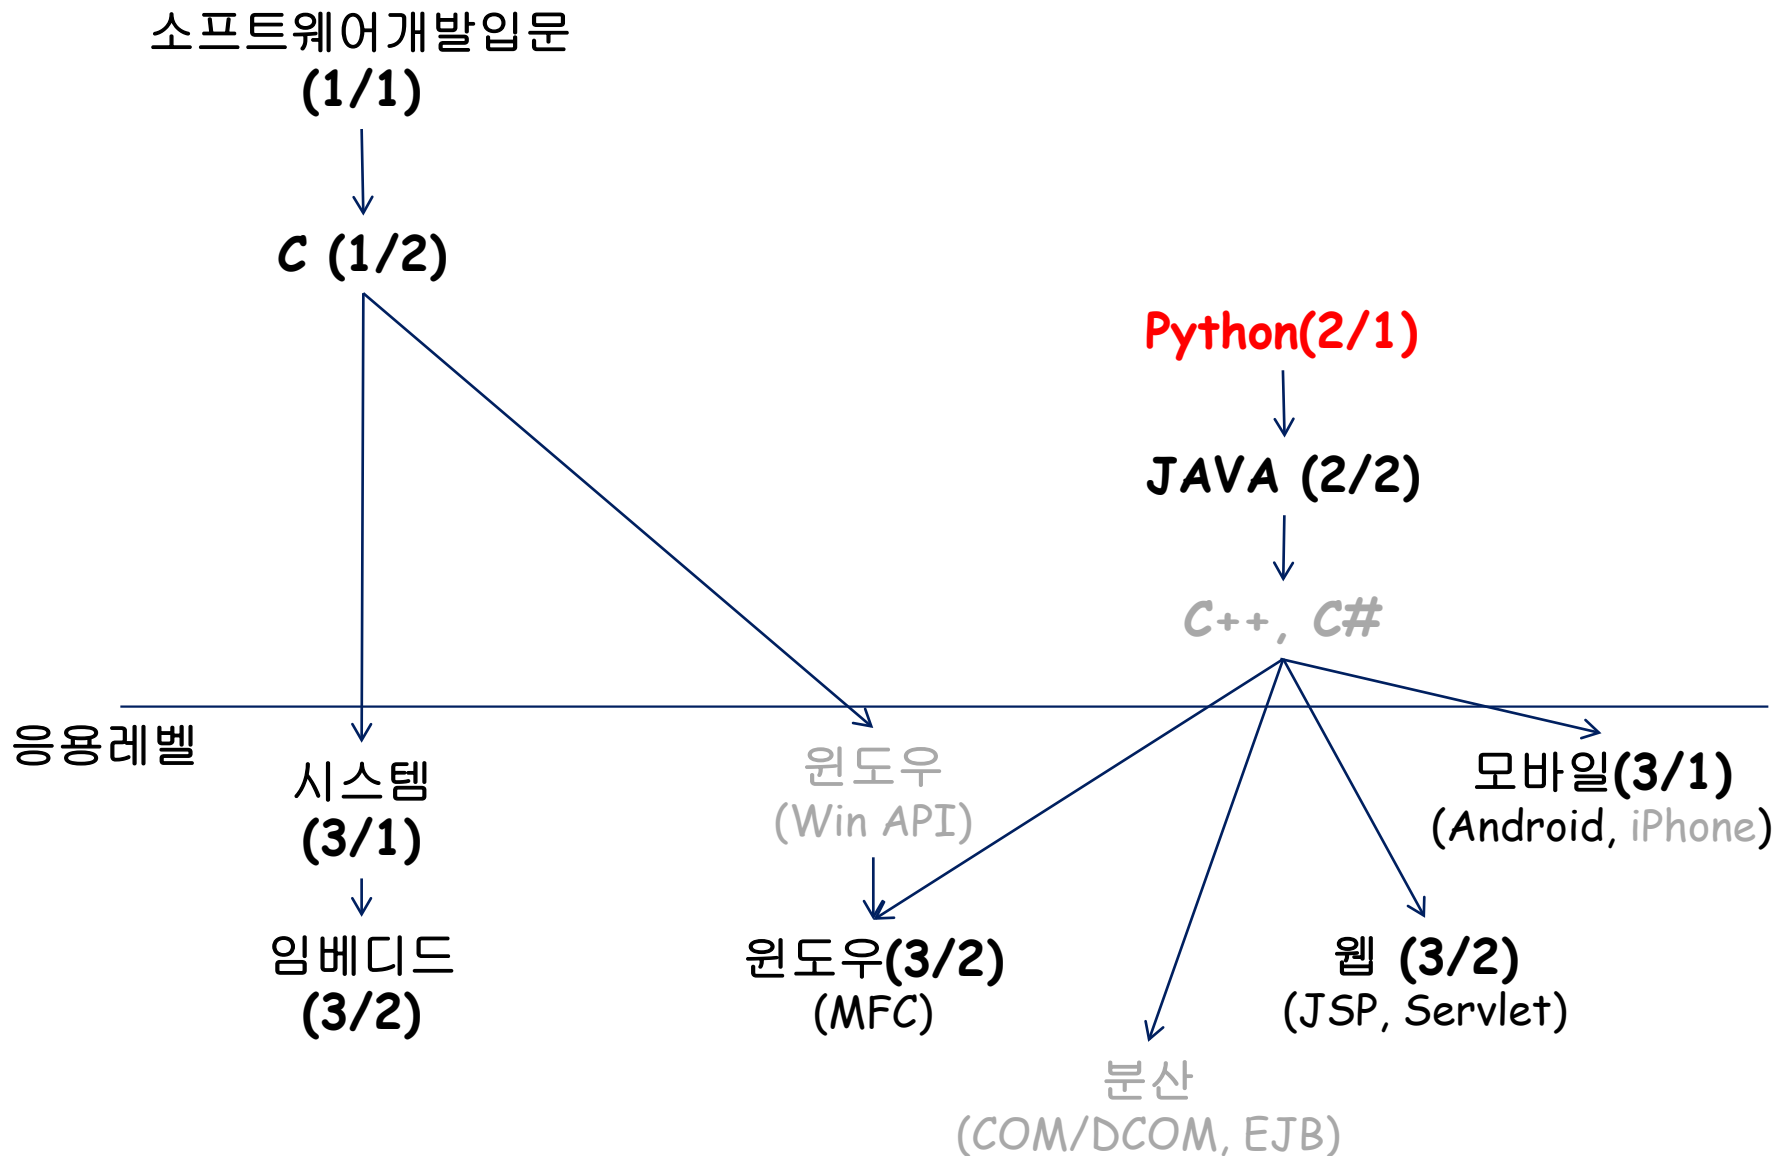 소프트웨어개발입문
(1/1)
C (1/2)
Python(2/1)
JAVA (2/2)
C++, C#
응용레벨
시스템
(3/1)
임베디드
(3/2)
윈도우
(Win API)
윈도우(3/2)
(MFC)
분산
(COM/DCOM, EJB)
웹 (3/2)
(JSP, Servlet)
모바일(3/1)
(Android, iPhone)